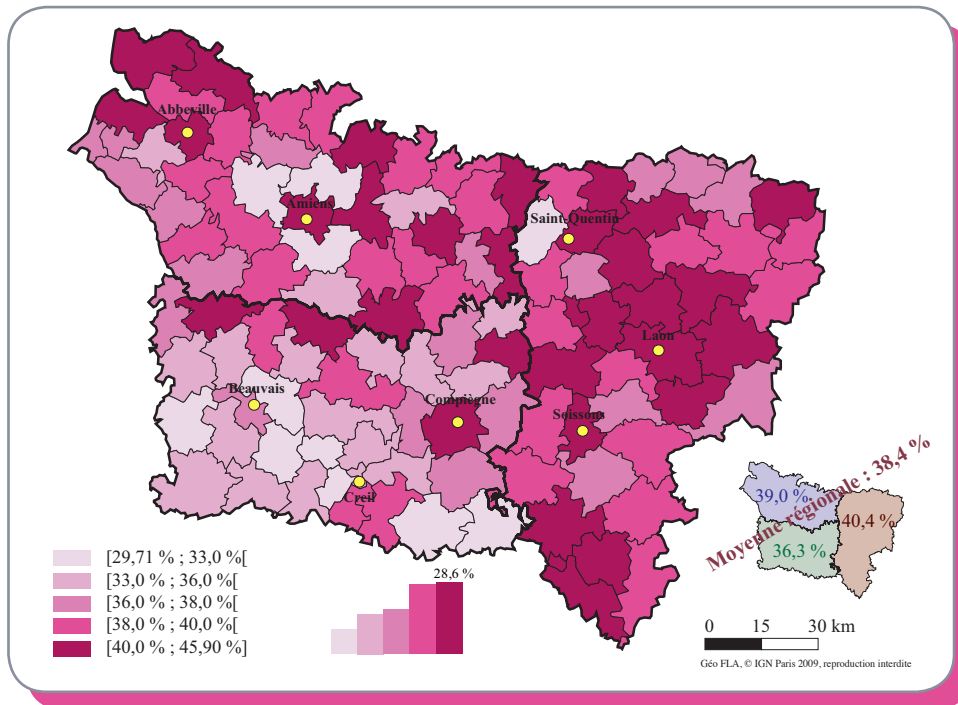 Abbeville
Amiens
Saint-Quentin
Laon
Beauvais
Compiègne
Soissons
Creil
Moyenne régionale : 38,4 %
39,0 %
40,4 %
36,3 %
[29,71 % ; 33,0 %[
[33,0 % ; 36,0 %[
[36,0 % ; 38,0 %[
[38,0 % ; 40,0 %[
[40,0 % ; 45,90 %]
28,6 %
0 15 30 km
Géo FLA, © IGN Paris 2009, reproduction interdite